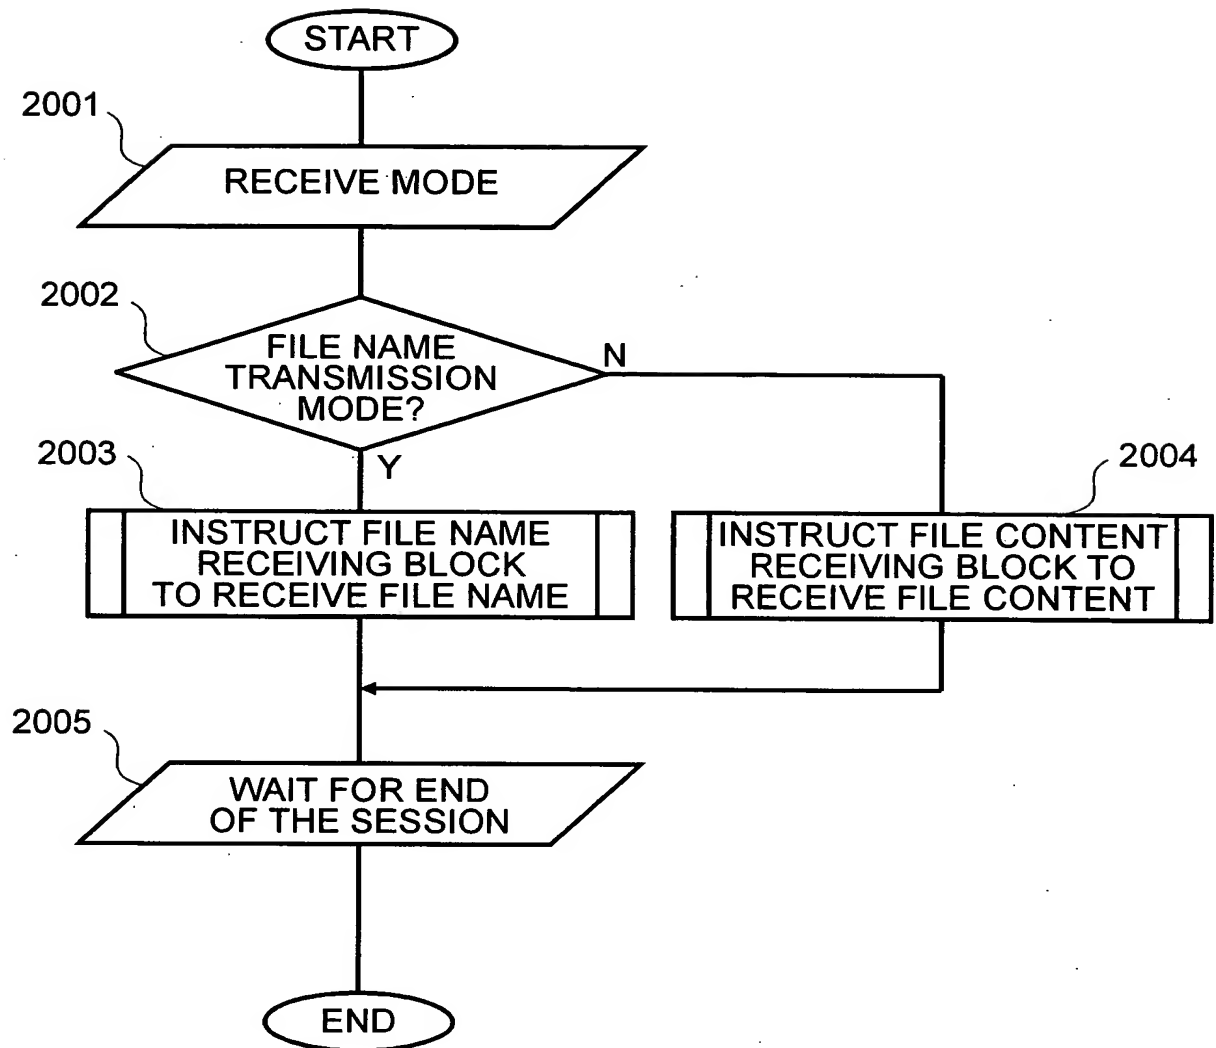 START
2001
RECEIVE MODE
2002
FILE NAME
TRANSMISSION
MODE?
N
Y
2003
INSTRUCT FILE NAME
RECEIVING BLOCK
TO RECEIVE FILE NAME
2004
INSTRUCT FILE CONTENT
RECEIVING BLOCK TO
RECEIVE FILE CONTENT
2005
WAIT FOR END
OF THE SESSION
END